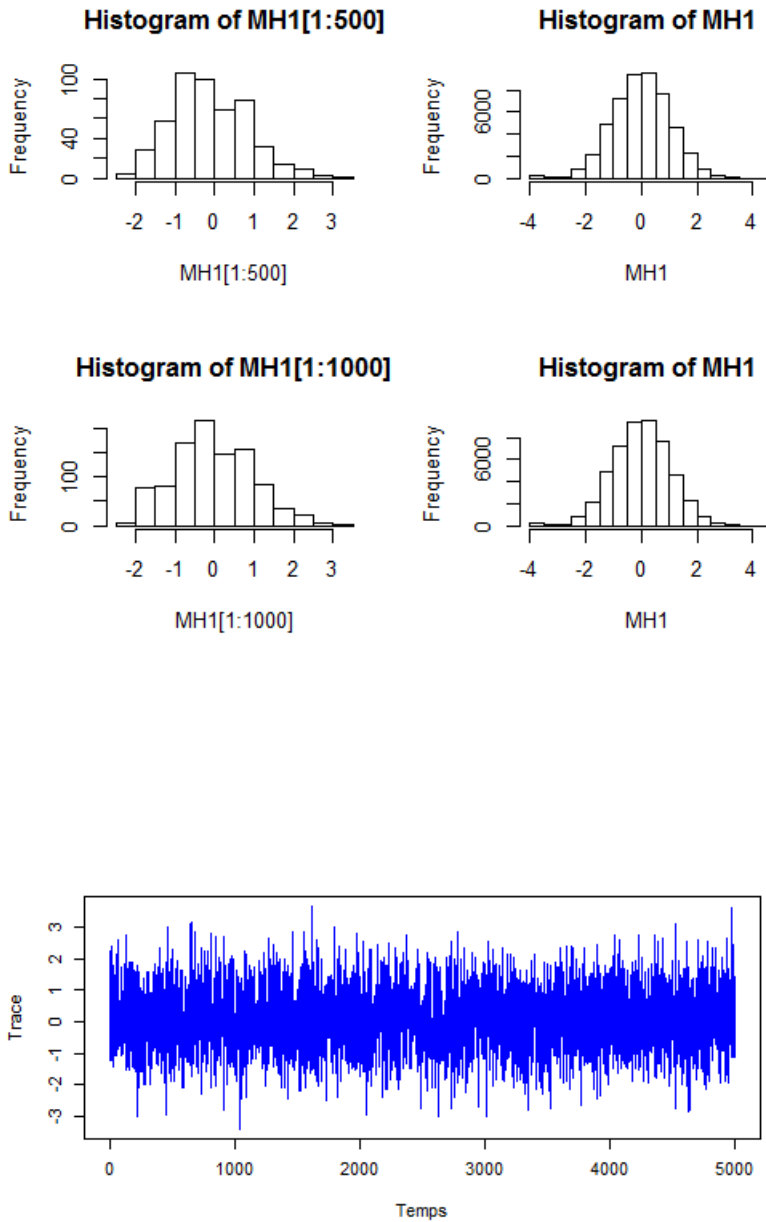 Histogram of MH1[1:500]
Frequency
0 40 100
-2 -1 0 1 2 3
MH1[1:500]
Histogram of MH1
Frequency
0 6000
-4 -2 0 2 4
MH1
Histogram of MH1[1:1000]
Frequency
0 100
-2 -1 0 1 2 3
MH1[1:1000]
Histogram of MH1
Frequency
0 6000
-4 -2 0 2 4
MH1
Trace
-3 -2 -1 0 1 2 3
0 1000 2000 3000 4000 5000
Temps